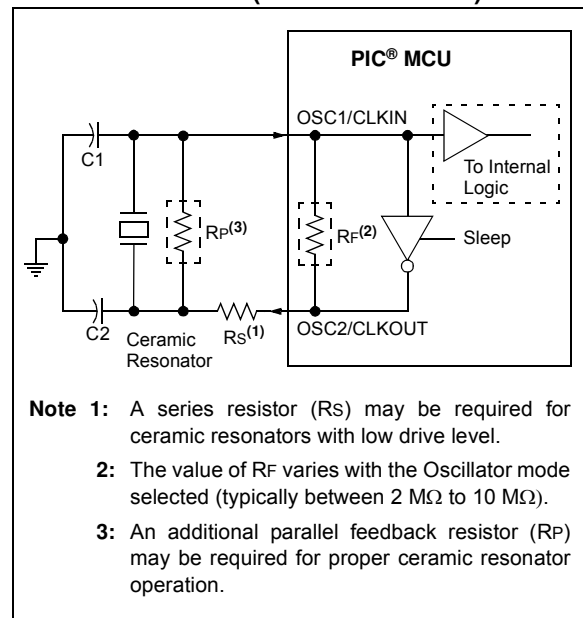 PIC® MCU
OSC1/CLKIN
C1
To Internal
Logic
RP(3)
RF(2)
Sleep
C2
Ceramic
Resonator
RS(1)
OSC2/CLKOUT
Note 1: A series resistor (RS) may be required for
ceramic resonators with low drive level.
2: The value of RF varies with the Oscillator mode
selected (typically between 2 MΩ to 10 MΩ).
3: An additional parallel feedback resistor (RP)
may be required for proper ceramic resonator
operation.